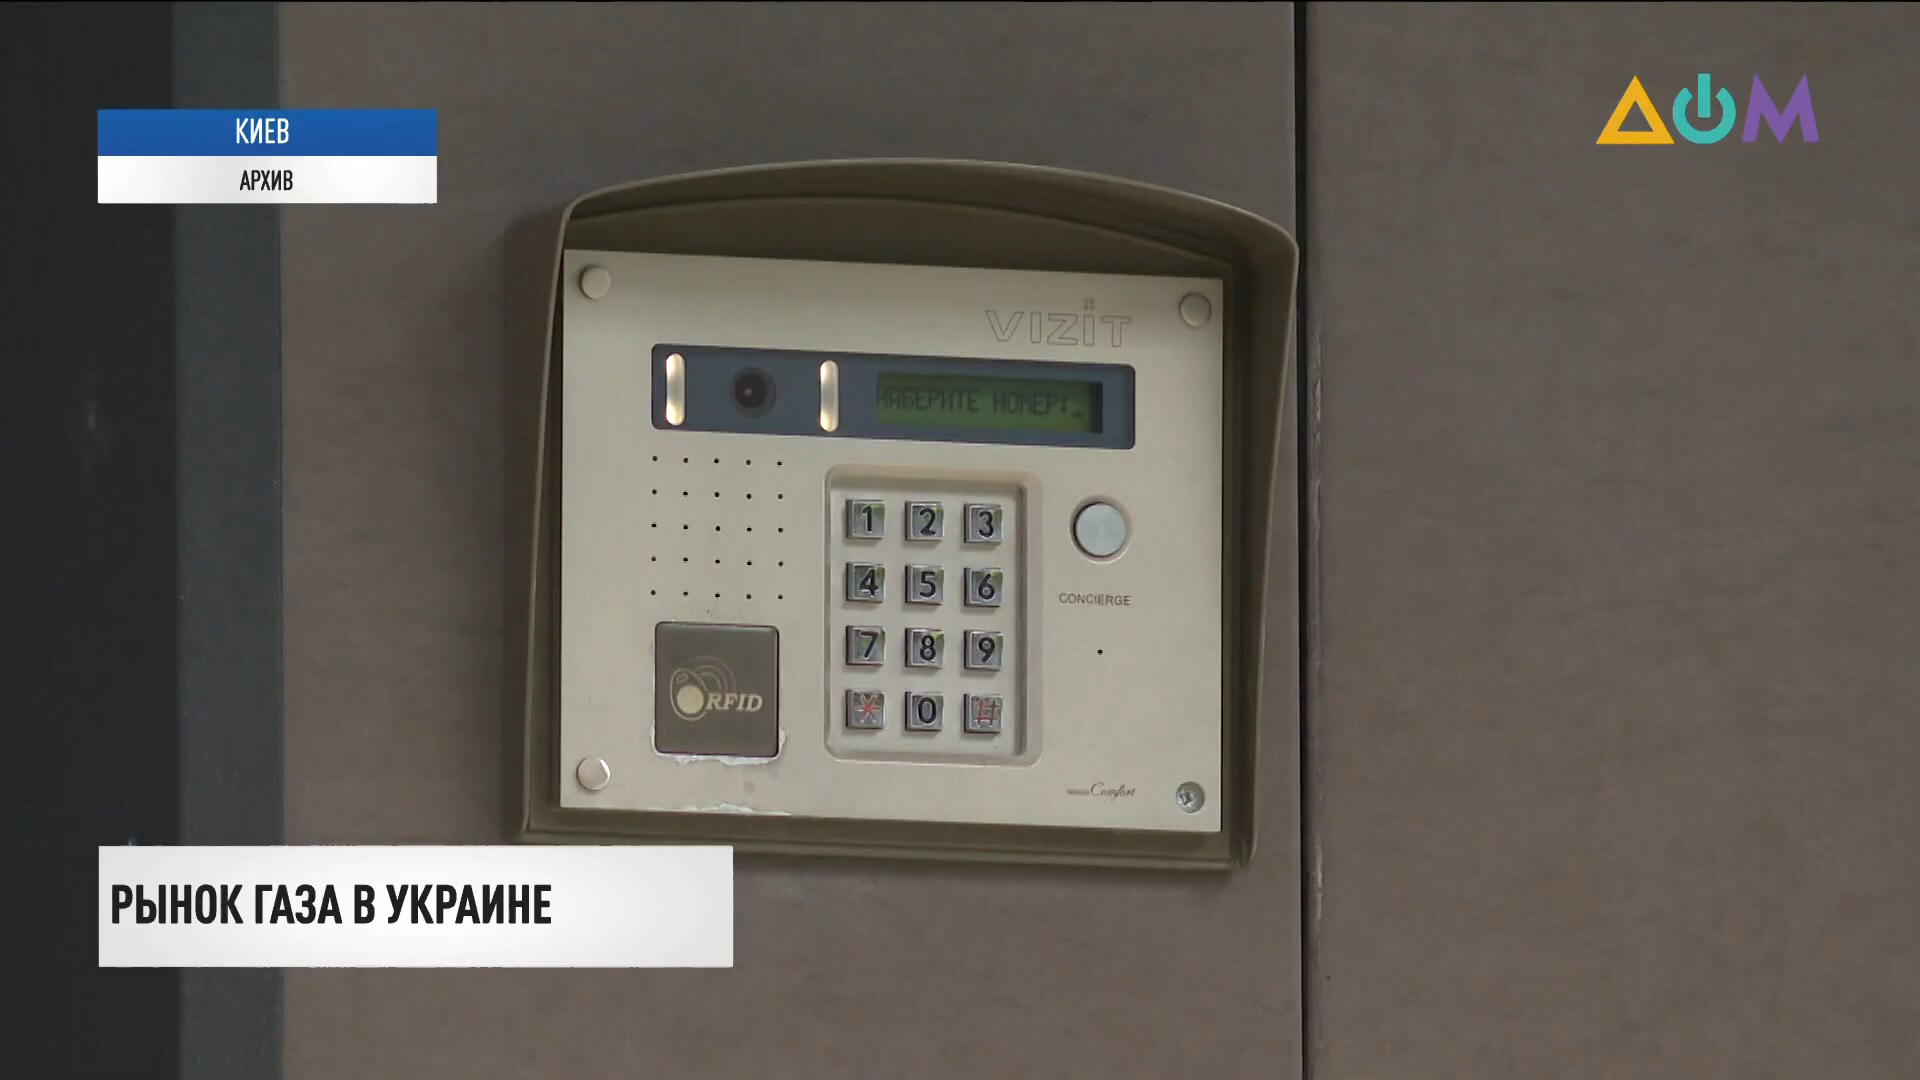 КИЕВ
АРХИВ
ДОМ
VIZIT
НАБЕРИТЕ НОМЕР:_
1 2 3
4 5 6
CONCIERGE
7 8 9
RFID
* 0 #
Comfort
РЫНОК ГАЗА В УКРАИНЕ